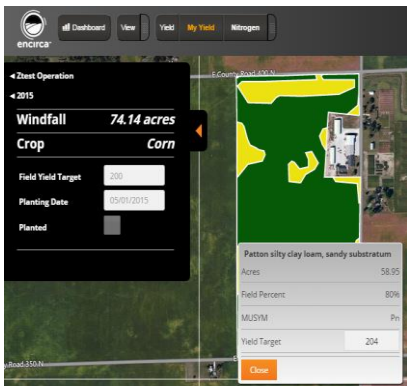 encirca
Dashboard View Yield My Yield Nitrogen
Ztest Operation
2015
Windfall 74.14 acres
Crop Corn
Field Yield Target 200
Planting Date 05/01/2015
Planted
E County Road 400 N
Patton silty clay loam, sandy substratum
Acres 58.95
Field Percent 80%
MUSYM Pn
Yield Target 204
Close
Road 350 N
E